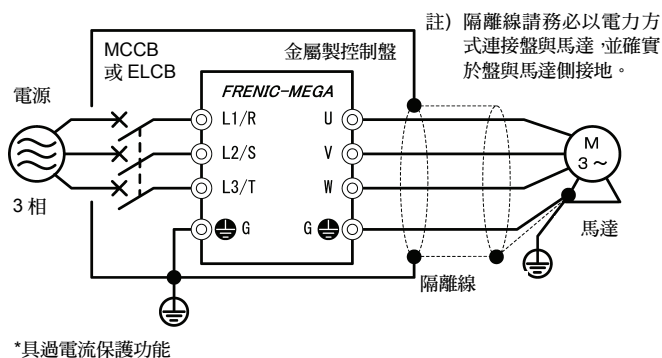 註) 隔離線請務必以電力方
式連接盤與馬達,並確實
於盤與馬達側接地。
MCCB
或 ELCB
金屬製控制盤
電源
FRENIC-MEGA
L1/R
U
M
3~
L2/S
V
L3/T
W
3 相
G
G
馬達
隔離線
*具過電流保護功能